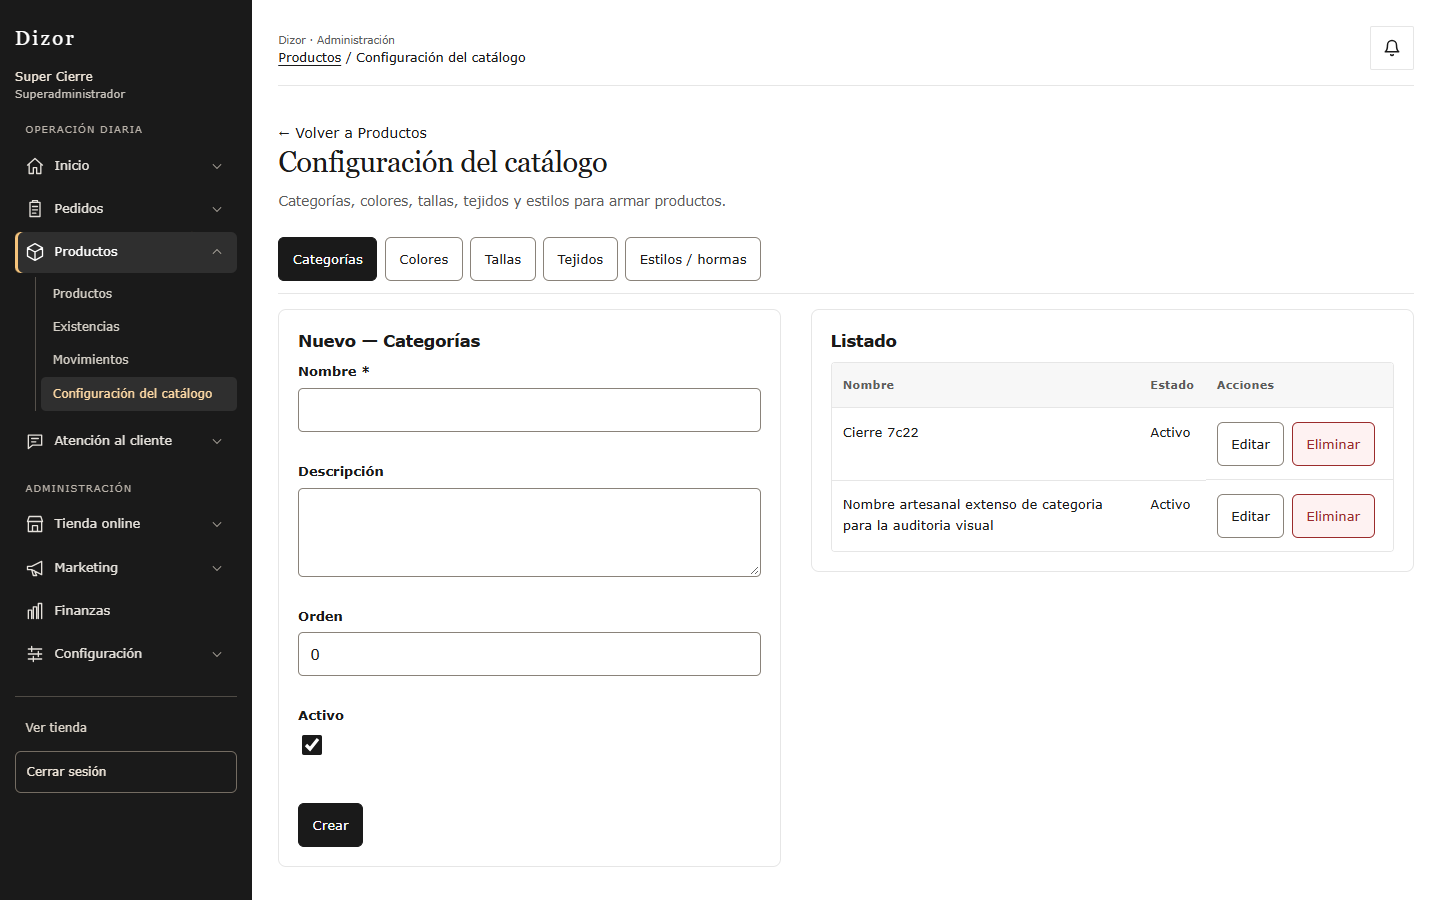 Dizor
Super Cierre
Superadministrador
OPERACIÓN DIARIA
Inicio
Pedidos
Productos
Productos
Existencias
Movimientos
Configuración del catálogo
Atención al cliente
ADMINISTRACIÓN
Tienda online
Marketing
Finanzas
Configuración
Ver tienda
Cerrar sesión
Dizor · Administración
Productos / Configuración del catálogo
← Volver a Productos
Configuración del catálogo
Categorías, colores, tallas, tejidos y estilos para armar productos.
Categorías Colores Tallas Tejidos Estilos / hormas
Nuevo — Categorías
Nombre *
Descripción
Orden
0
Activo
Crear
Listado
Nombre Estado Acciones
Cierre 7c22 Activo Editar Eliminar
Nombre artesanal extenso de categoria
para la auditoria visual
Activo Editar Eliminar